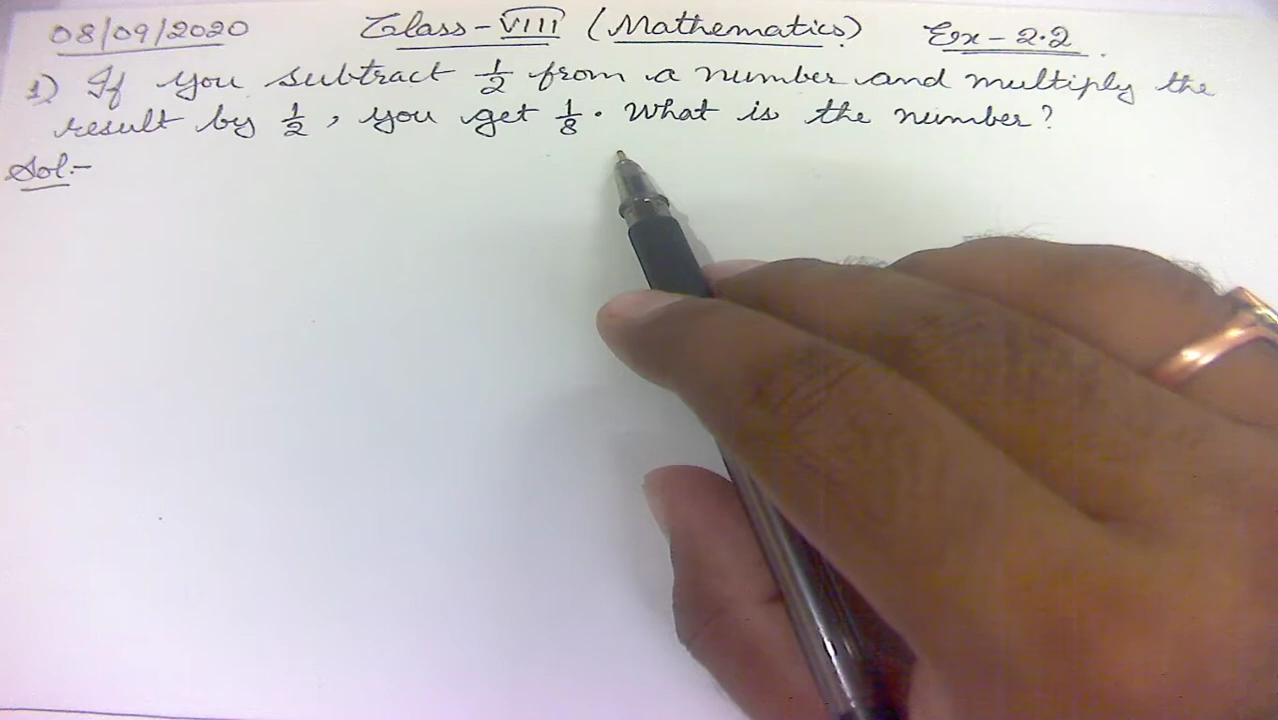 08/09/2020 Class-VIII (Mathematics) Ex-2.2
1) If you subtract 1/2 from a number and multiply the
result by 1/2, you get 1/8. What is the number?
Sol:-